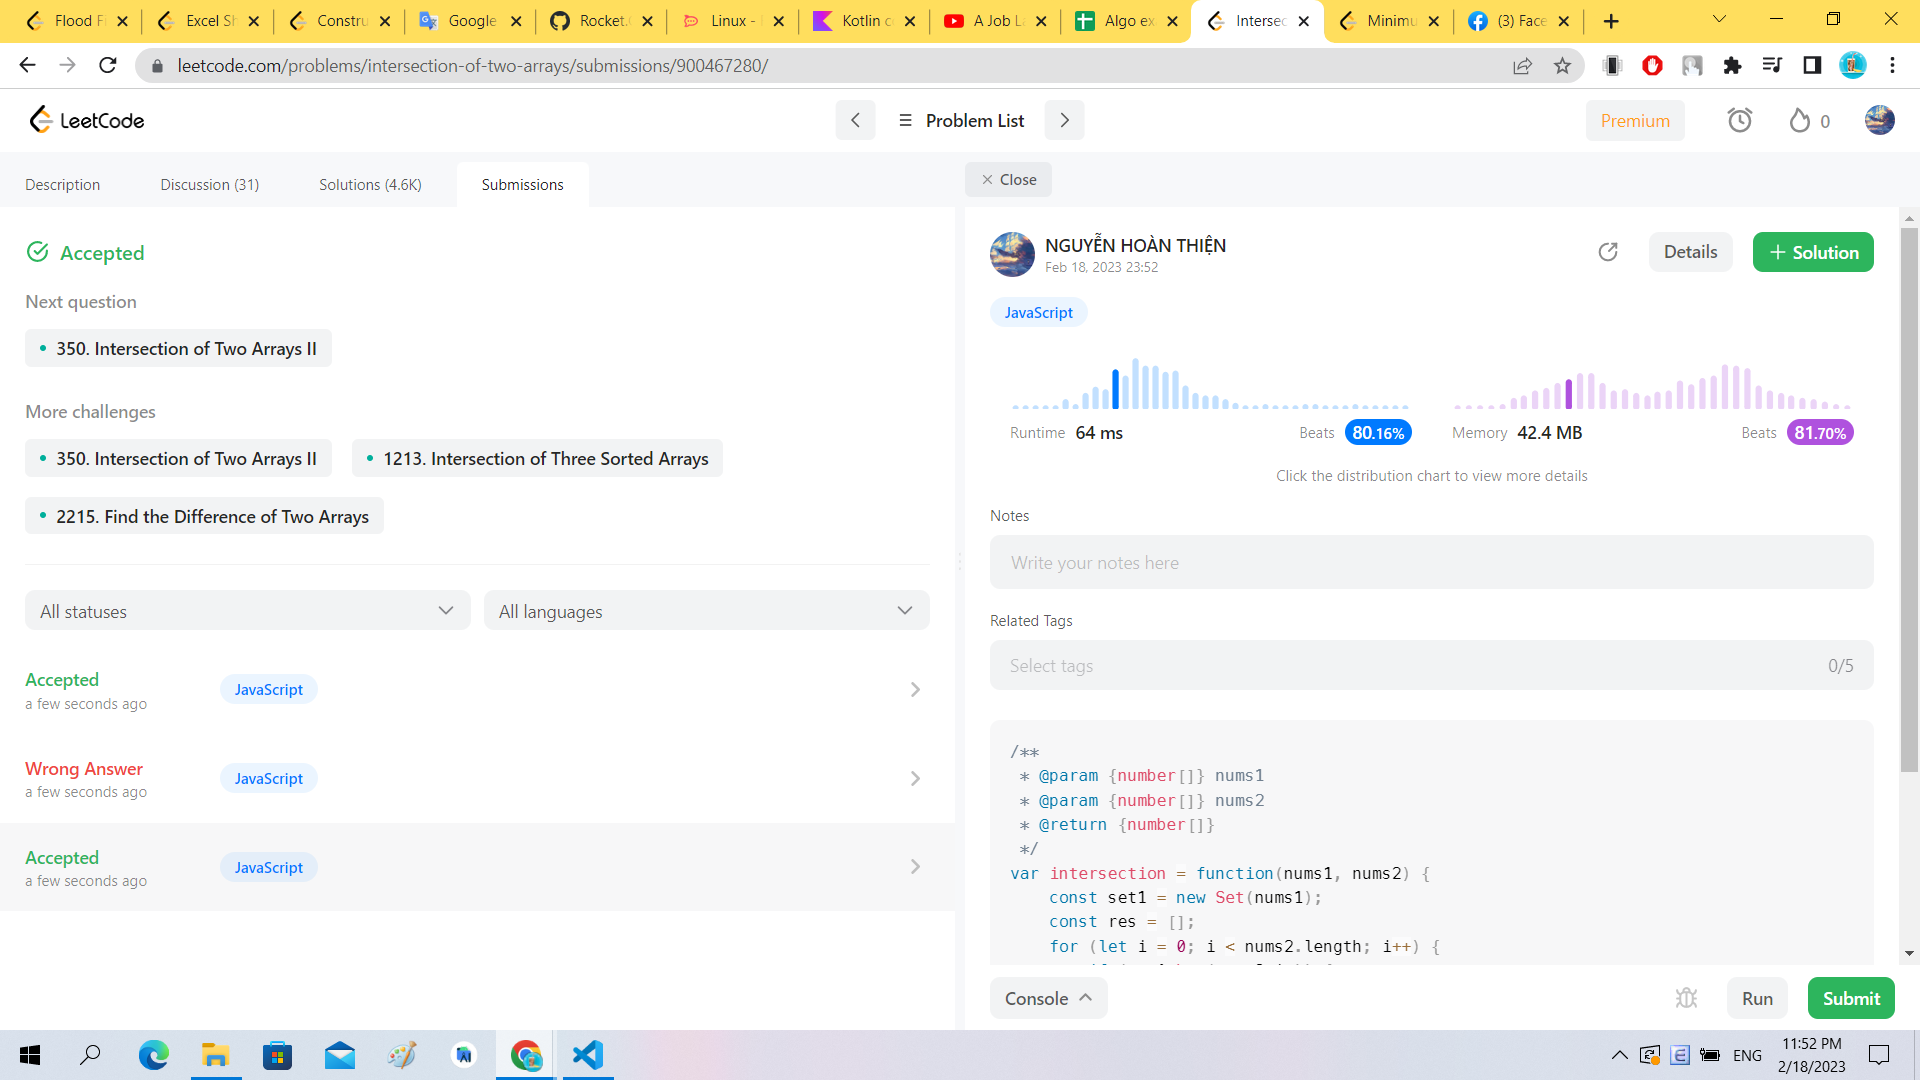 Flood Fi
Excel Sh
Constru
Google
Rocket.
Linux -
Kotlin c
A Job La
Algo ex
Intersec
Minimu
(3) Face
leetcode.com/problems/intersection-of-two-arrays/submissions/900467280/
LeetCode
Problem List
Premium
0
Description
Discussion (31)
Solutions (4.6K)
Submissions
Close
Accepted
Next question
350. Intersection of Two Arrays II
More challenges
350. Intersection of Two Arrays II
1213. Intersection of Three Sorted Arrays
2215. Find the Difference of Two Arrays
All statuses
All languages
Accepted
a few seconds ago
JavaScript
Wrong Answer
a few seconds ago
JavaScript
Accepted
a few seconds ago
JavaScript
NGUYỄN HOÀN THIỆN
Feb 18, 2023 23:52
Details
+ Solution
JavaScript
Runtime 64 ms Beats 80.16%
Memory 42.4 MB Beats 81.70%
Click the distribution chart to view more details
Notes
Write your notes here
Related Tags
Select tags
0/5
/**
 * @param {number[]} nums1
 * @param {number[]} nums2
 * @return {number[]}
 */
var intersection = function(nums1, nums2) {
    const set1 = new Set(nums1);
    const res = [];
    for (let i = 0; i < nums2.length; i++) {
Console
Run
Submit
ENG
11:52 PM
2/18/2023